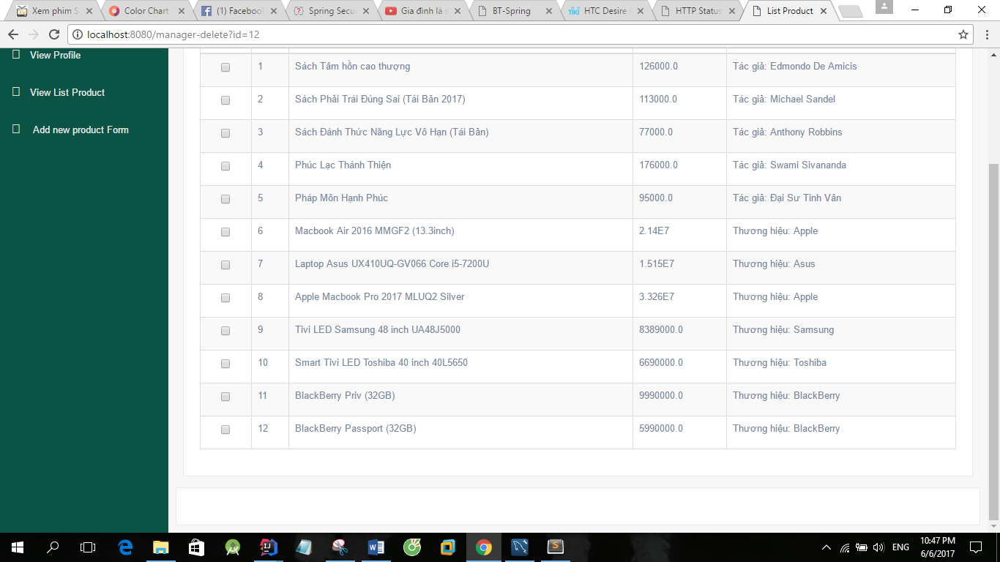 Xem phim S
Color Chart
(1) Facebook
Spring Secu
Gia đình là s
BT-Spring
HTC Desire
HTTP Status
List Product
localhost:8080/manager-delete?id=12
View Profile
View List Product
Add new product Form
1 Sách Tâm hồn cao thượng 126000.0 Tác giả: Edmondo De Amicis
2 Sách Phải Trái Đúng Sai (Tái Bản 2017) 113000.0 Tác giả: Michael Sandel
3 Sách Đánh Thức Năng Lực Vô Hạn (Tái Bản) 77000.0 Tác giả: Anthony Robbins
4 Phúc Lạc Thánh Thiện 176000.0 Tác giả: Swami Sivananda
5 Pháp Môn Hạnh Phúc 95000.0 Tác giả: Đại Sư Tinh Vân
6 Macbook Air 2016 MMGF2 (13.3inch) 2.14E7 Thương hiệu: Apple
7 Laptop Asus UX410UQ-GV066 Core i5-7200U 1.515E7 Thương hiệu: Asus
8 Apple Macbook Pro 2017 MLUQ2 Silver 3.326E7 Thương hiệu: Apple
9 Tivi LED Samsung 48 inch UA48J5000 8389000.0 Thương hiệu: Samsung
10 Smart Tivi LED Toshiba 40 inch 40L5650 6690000.0 Thương hiệu: Toshiba
11 BlackBerry Priv (32GB) 9990000.0 Thương hiệu: BlackBerry
12 BlackBerry Passport (32GB) 5990000.0 Thương hiệu: BlackBerry
ENG
10:47 PM
6/6/2017